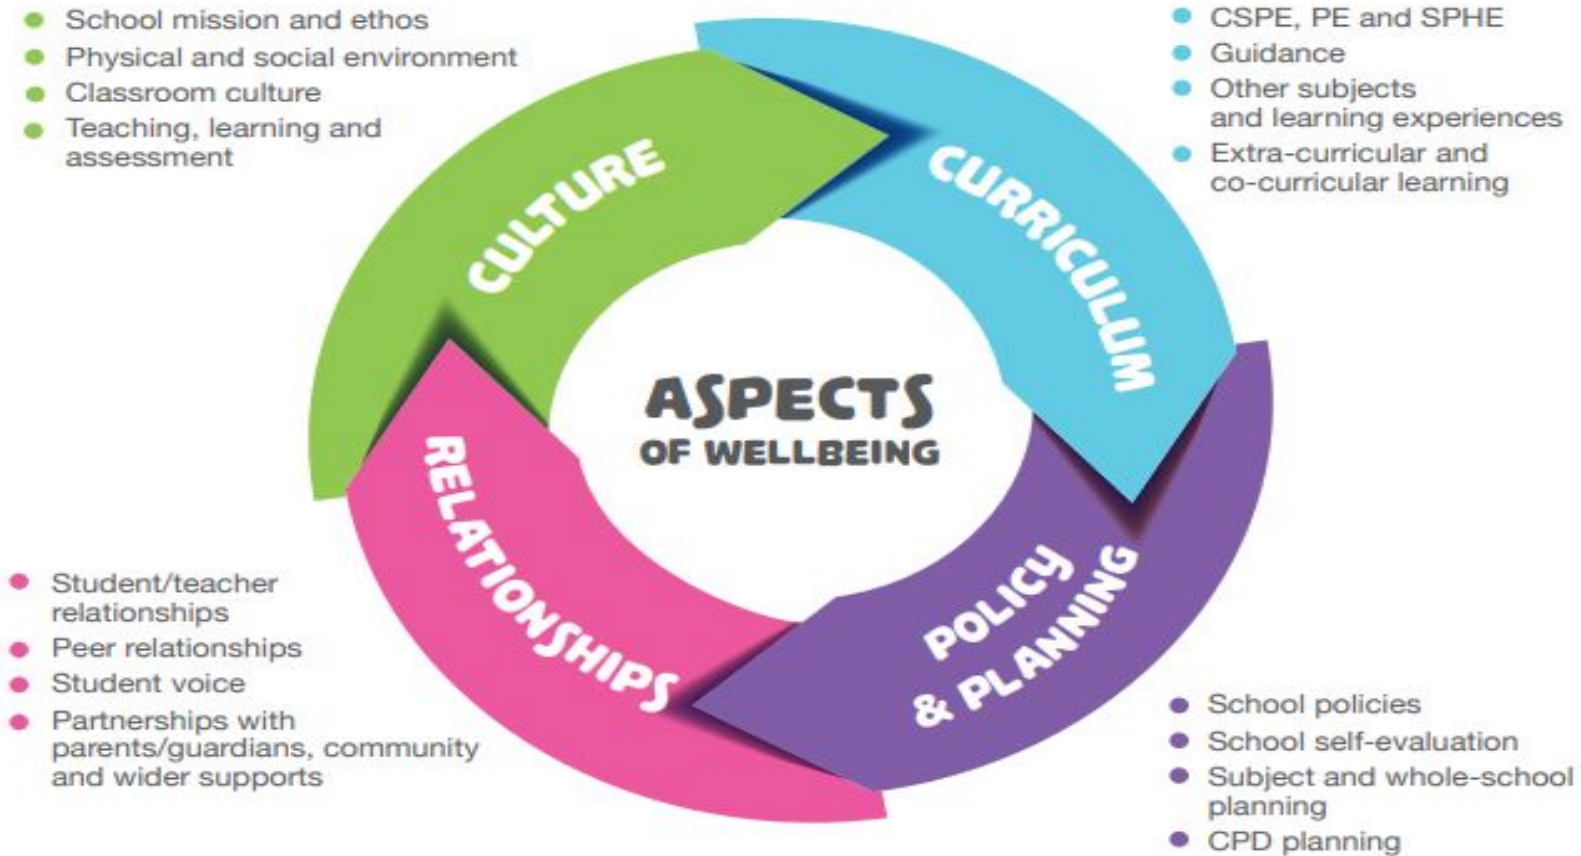 School mission and ethos
Physical and social environment
Classroom culture
Teaching, learning and
assessment
CSPE, PE and SPHE
Guidance
Other subjects
and learning experiences
Extra-curricular and
co-curricular learning
CULTURE
CURRICULUM
ASPECTS
OF WELLBEING
RELATIONSHIPS
POLICY
& PLANNING
Student/teacher
relationships
Peer relationships
Student voice
Partnerships with
parents/guardians, community
and wider supports
School policies
School self-evaluation
Subject and whole-school
planning
CPD planning